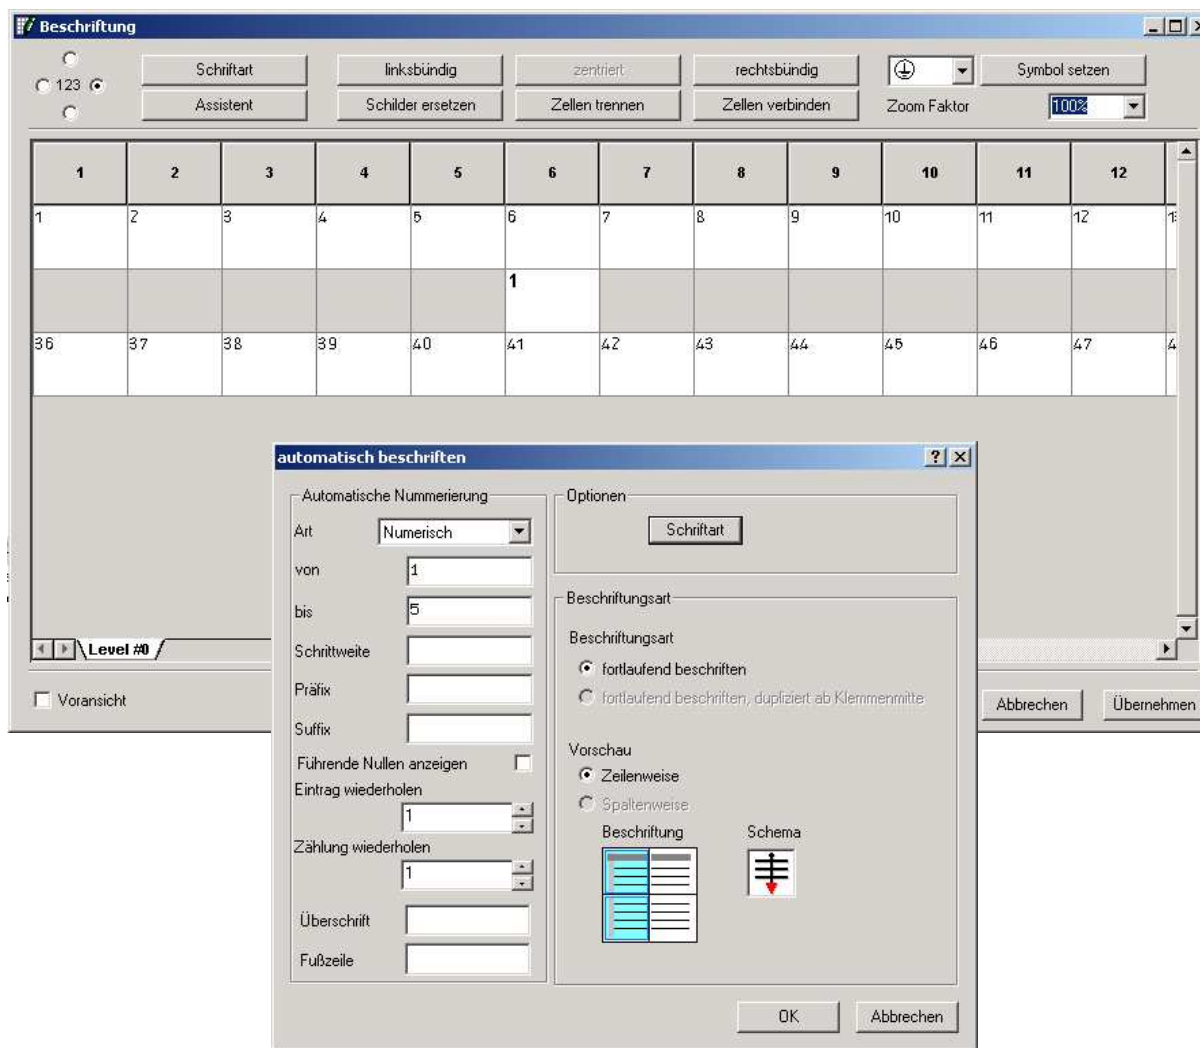 Beschriftung
Schriftart linksbündig zentriert rechtsbündig Symbol setzen
123
Assistent Schilder ersetzen Zellen trennen Zellen verbinden Zoom Faktor 100%
1 2 3 4 5 6 7 8 9 10 11 12
1 2 3 4 5 6 7 8 9 10 11 12
1
36 37 38 39 40 41 42 43 44 45 46 47
Level #0
Voransicht Abbrechen Übernehmen
automatisch beschriften
Automatische Nummerierung
Art Numerisch
von 1
bis 5
Schrittweite
Präfix
Suffix
Führende Nullen anzeigen
Eintrag wiederholen
1
Zählung wiederholen
1
Überschrift
Fußzeile
Optionen
Schriftart
Beschriftungsart
Beschriftungsart
fortlaufend beschriften
fortlaufend beschriften, dupliziert ab Klemmenmitte
Vorschau
Zeilenweise
Spaltenweise
Beschriftung Schema
OK Abbrechen